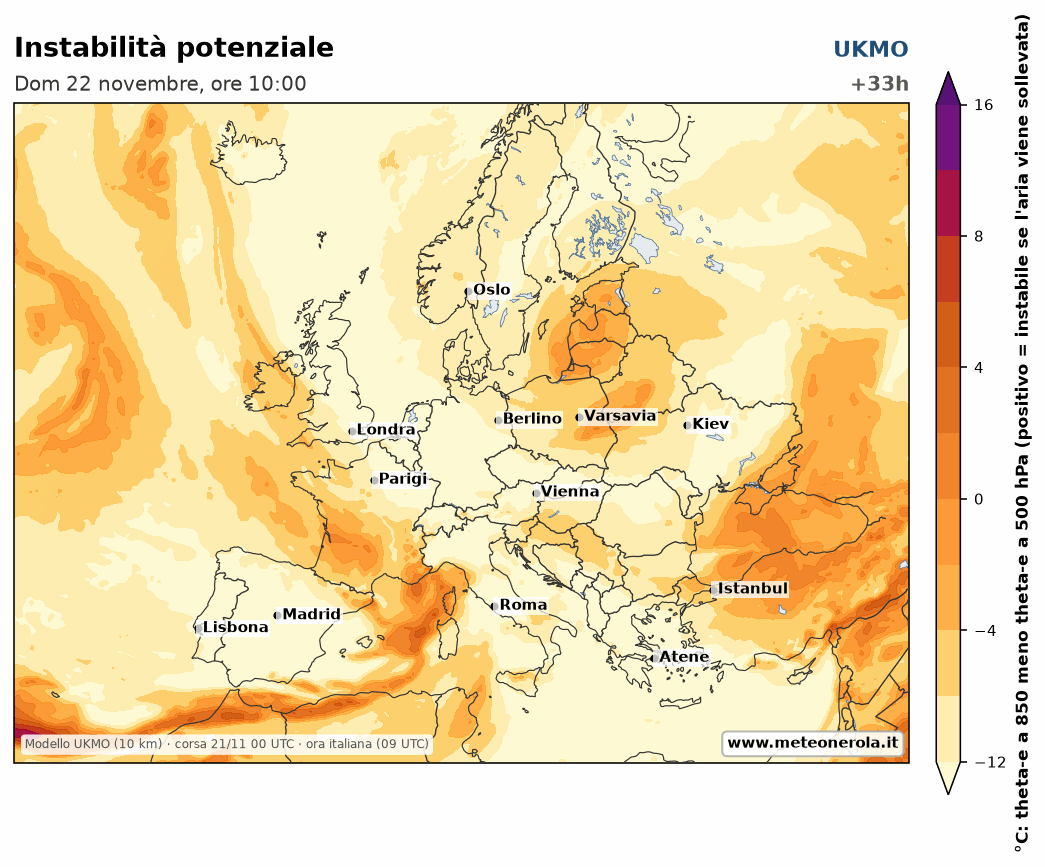 Instabilità potenziale
UKMO
Dom 22 novembre, ore 10:00
+33h
Oslo
Berlino
Varsavia
Kiev
Londra
Parigi
Vienna
Istanbul
Roma
Madrid
Lisbona
Atene
Modello UKMO (10 km) · corsa 21/11 00 UTC · ora italiana (09 UTC)
www.meteonerola.it
16
8
4
0
−4
−12
°C: theta-e a 850 meno theta-e a 500 hPa (positivo = instabile se l'aria viene sollevata)